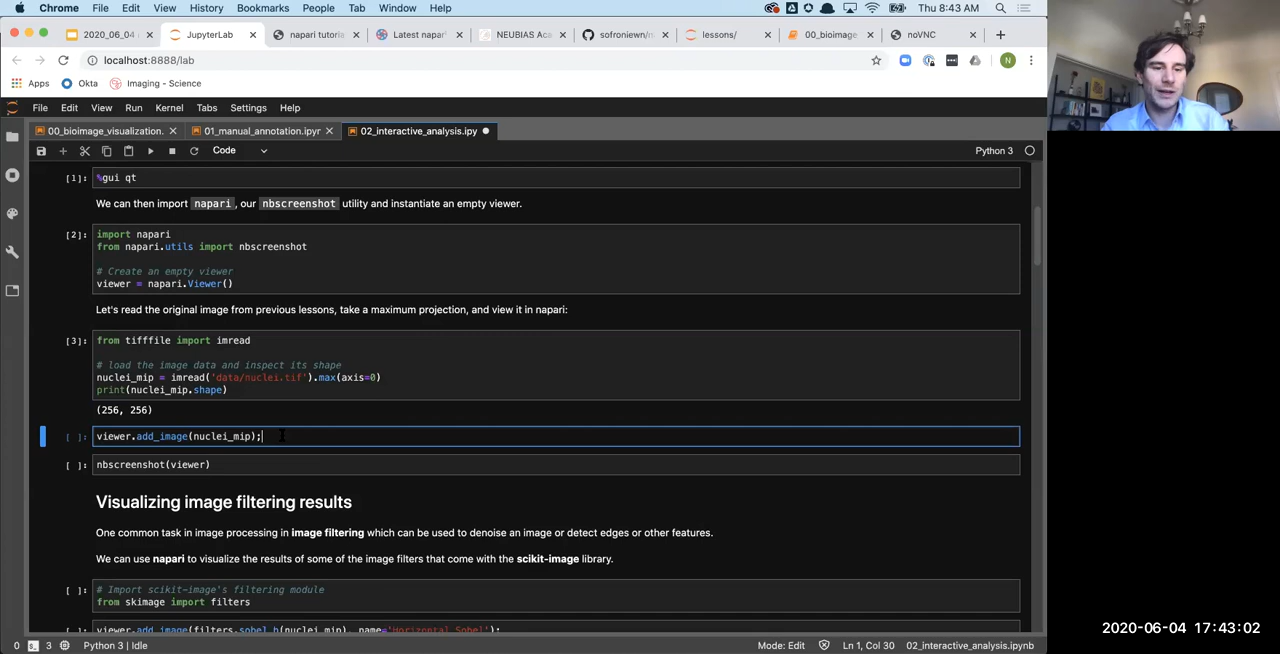 Chrome File Edit View History Bookmarks People Tab Window Help Thu 8:43 AM
2020_06_04 JupyterLab napari tutoria Latest napari NEUBIAS Aca sofroniewn/n lessons/ 00_bioimage noVNC
localhost:8888/lab N
Apps Okta Imaging - Science
File Edit View Run Kernel Tabs Settings Help
00_bioimage_visualization. 01_manual_annotation.ipyr 02_interactive_analysis.ipy
Code Python 3
[1]: %gui qt
We can then import napari, our nbscreenshot utility and instantiate an empty viewer.
[2]: import napari
from napari.utils import nbscreenshot
# Create an empty viewer
viewer = napari.Viewer()
Let's read the original image from previous lessons, take a maximum projection, and view it in napari:
[3]: from tifffile import imread
# load the image data and inspect its shape
nuclei_mip = imread('data/nuclei.tif').max(axis=0)
print(nuclei_mip.shape)
(256, 256)
[ ]: viewer.add_image(nuclei_mip);
[ ]: nbscreenshot(viewer)
Visualizing image filtering results
One common task in image processing in image filtering which can be used to denoise an image or detect edges or other features.
We can use napari to visualize the results of some of the image filters that come with the scikit-image library.
[ ]: # Import scikit-image's filtering module
from skimage import filters
[ ]: viewer.add_image(filters.sobel_h(nuclei_mip), name='Horizontal Sobel');
0 3 Python 3 | Idle Mode: Edit Ln 1, Col 30 02_interactive_analysis.ipynb
2020-06-04 17:43:02